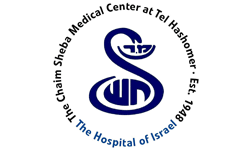 The Chaim Sheba Medical Center at Tel Hashomer · Est. 1948
The Hospital of Israel